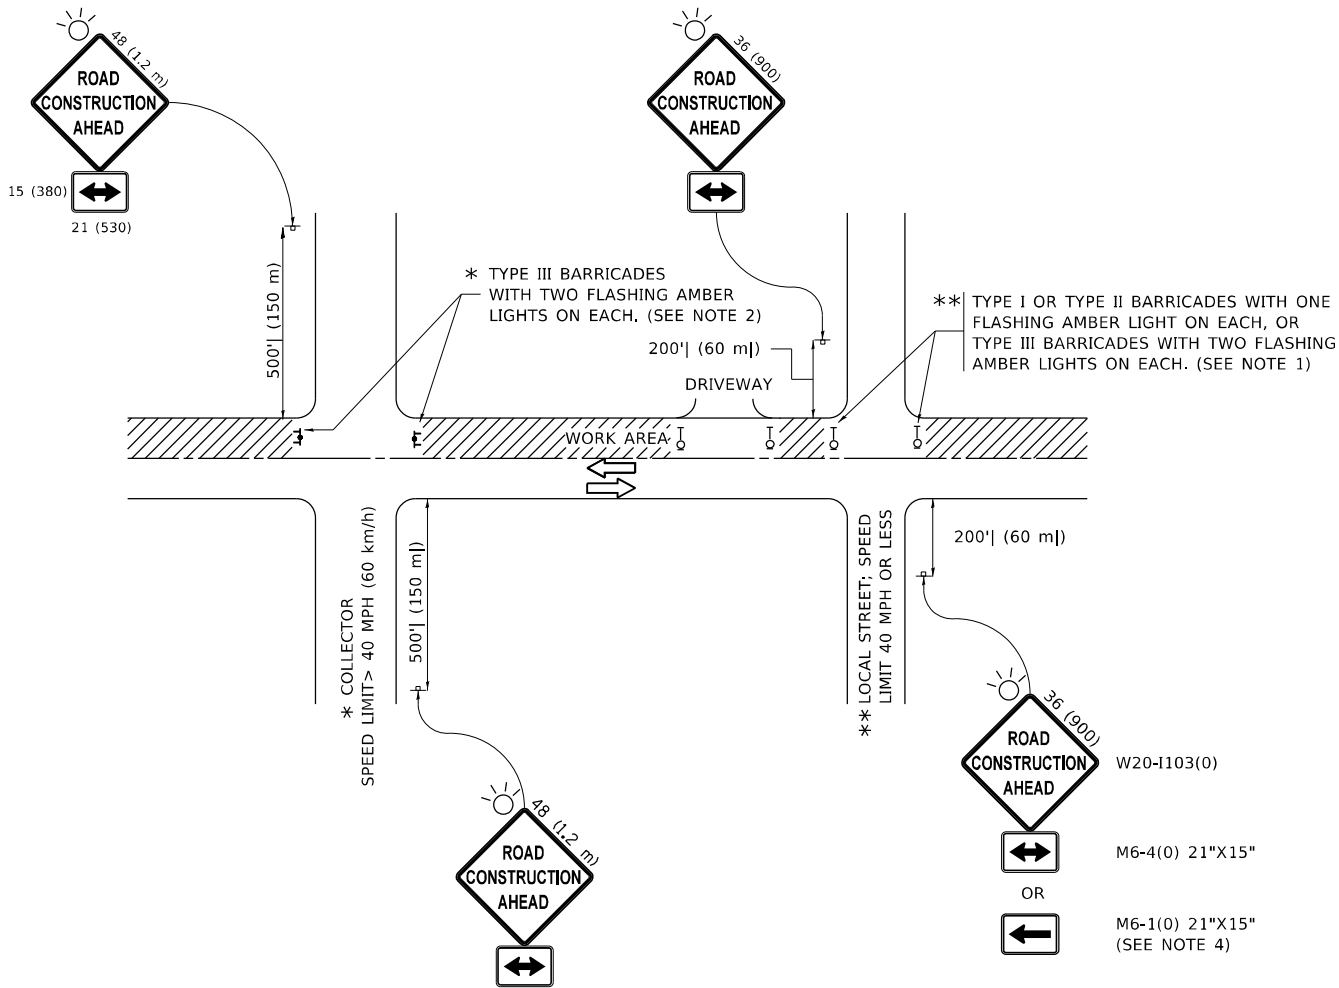 48 (1.2 m)
ROAD
CONSTRUCTION
AHEAD
15 (380)
21 (530)
36 (900)
ROAD
CONSTRUCTION
AHEAD
500'| (150 m)
* TYPE III BARRICADES
WITH TWO FLASHING AMBER
LIGHTS ON EACH. (SEE NOTE 2)
200'| (60 m|)
DRIVEWAY
** TYPE I OR TYPE II BARRICADES WITH ONE
FLASHING AMBER LIGHT ON EACH, OR
TYPE III BARRICADES WITH TWO FLASHING
AMBER LIGHTS ON EACH. (SEE NOTE 1)
WORK AREA
* COLLECTOR
SPEED LIMIT> 40 MPH (60 km/h)
500'| (150 m|)
** LOCAL STREET; SPEED
LIMIT 40 MPH OR LESS
200'| (60 m|)
48 (1.2 m)
ROAD
CONSTRUCTION
AHEAD
36 (900)
ROAD
CONSTRUCTION
AHEAD
W20-I103(0)
M6-4(0) 21"X15"
OR
M6-1(0) 21"X15"
(SEE NOTE 4)